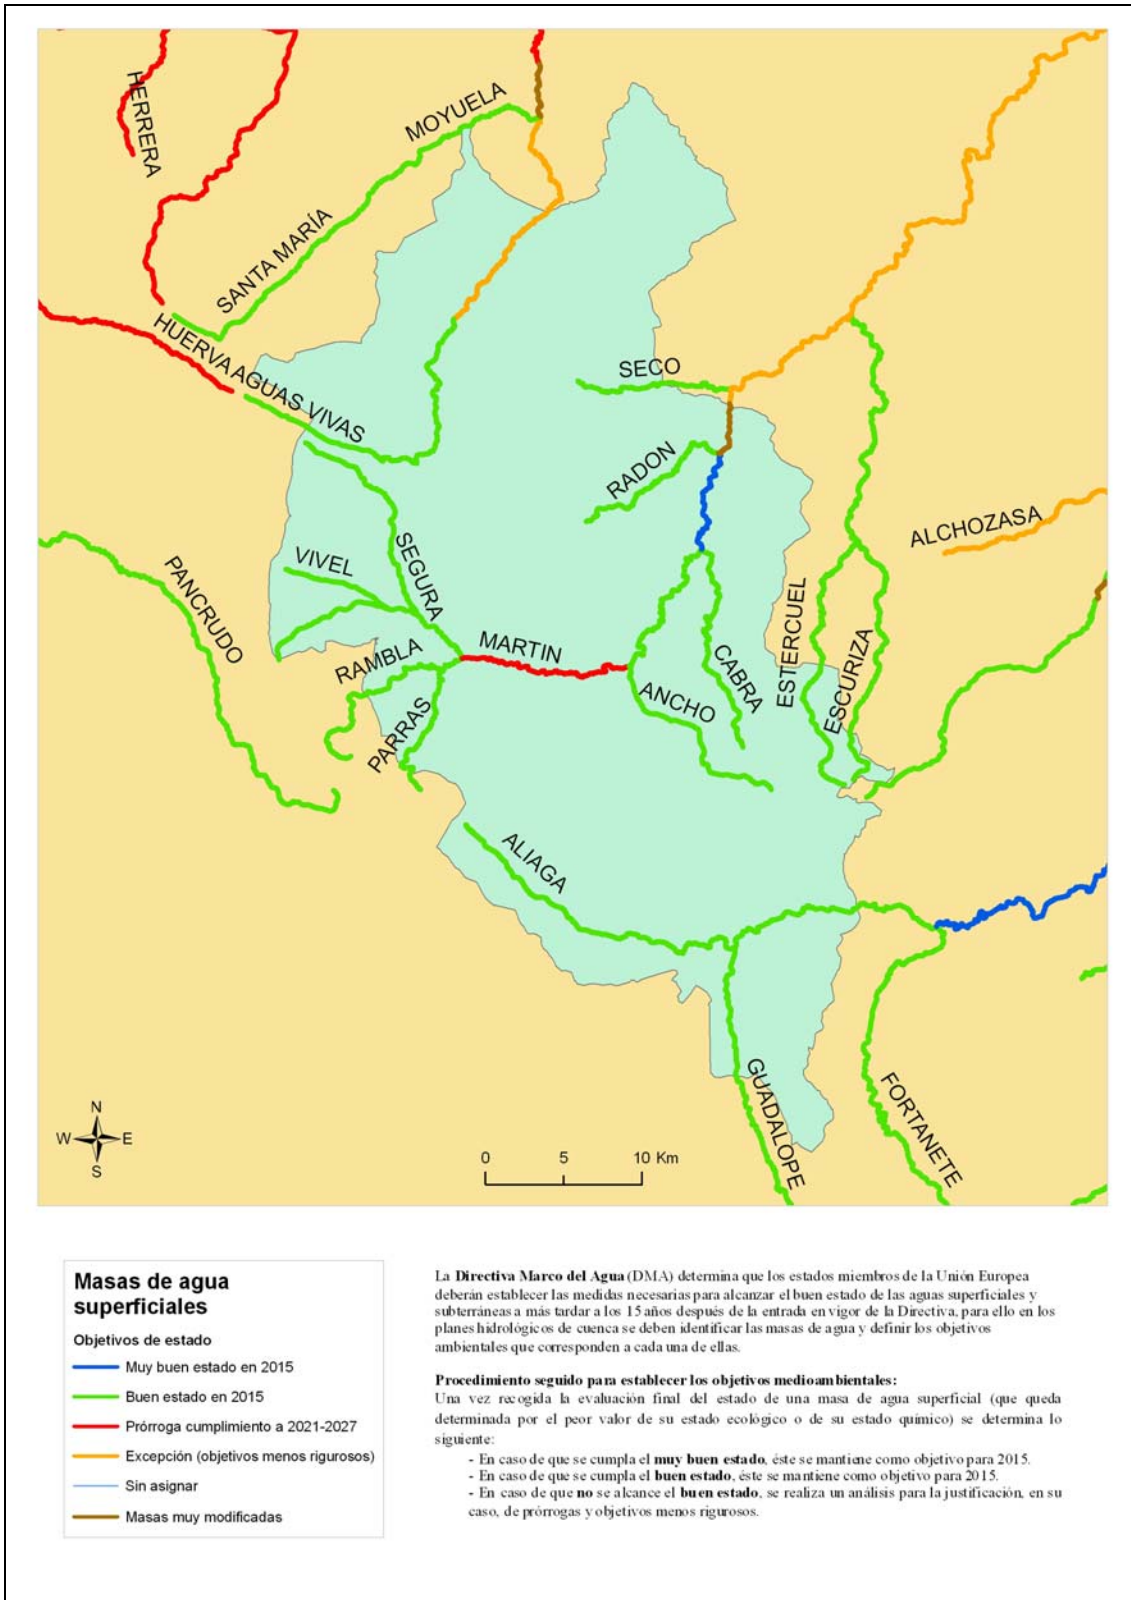 HERRERA
MOYUELA
SANTA MARÍA
HUERVA AGUAS VIVAS
SECO
RADON
ALCHOZASA
SEGURA
VIVEL
PANCRUDO
ESTERCUEL
MARTIN
CABRA
ESCURIZA
RAMBLA
ANCHO
PARRAS
ALIAGA
GUADALOPE
FORTANETE
N
W E
S
0 5 10 Km
Masas de agua
superficiales
Objetivos de estado
Muy buen estado en 2015
Buen estado en 2015
Prórroga cumplimiento a 2021-2027
Excepción (objetivos menos rigurosos)
Sin asignar
Masas muy modificadas
La Directiva Marco del Agua (DMA) determina que los estados miembros de la Unión Europea
deberán establecer las medidas necesarias para alcanzar el buen estado de las aguas superficiales y
subterráneas a más tardar a los 15 años después de la entrada en vigor de la Directiva, para ello en los
planes hidrológicos de cuenca se deben identificar las masas de agua y definir los objetivos
ambientales que corresponden a cada una de ellas.
Procedimiento seguido para establecer los objetivos medioambientales:
Una vez recogida la evaluación final del estado de una masa de agua superficial (que queda
determinada por el peor valor de su estado ecológico o de su estado químico) se determina lo
siguiente:
- En caso de que se cumpla el muy buen estado, éste se mantiene como objetivo para 2015.
- En caso de que se cumpla el buen estado, éste se mantiene como objetivo para 2015.
- En caso de que no se alcance el buen estado, se realiza un análisis para la justificación, en su
caso, de prórrogas y objetivos menos rigurosos.